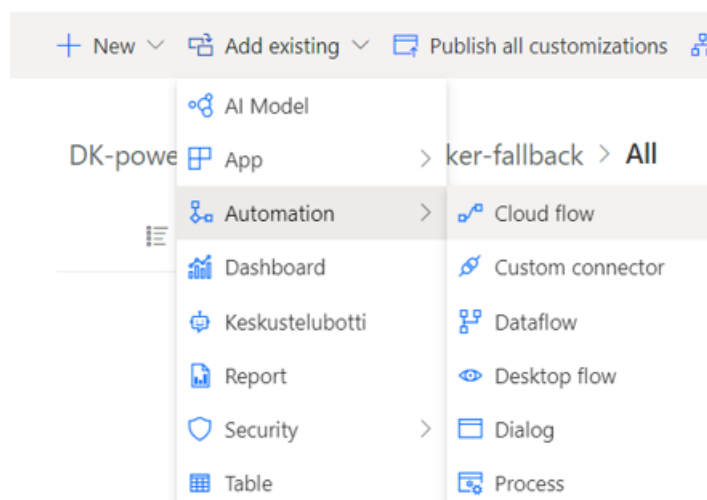 New Add existing Publish all customizations
AI Model
DK-powe App ker-fallback > All
Automation Cloud flow
Dashboard Custom connector
Keskustelubotti Dataflow
Report Desktop flow
Security Dialog
Table Process